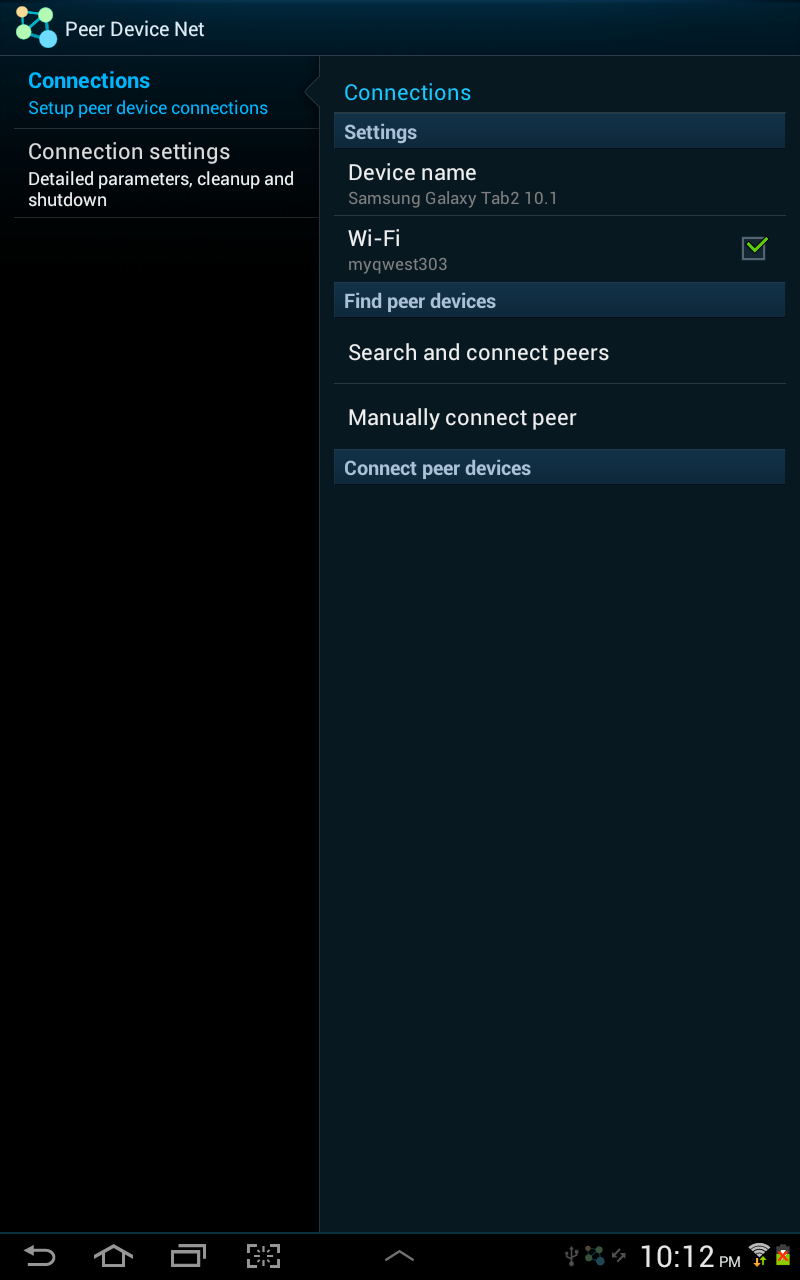 Peer Device Net
Connections
Setup peer device connections
Connection settings
Detailed parameters, cleanup and
shutdown
Connections
Settings
Device name
Samsung Galaxy Tab2 10.1
Wi-Fi
myqwest303
Find peer devices
Search and connect peers
Manually connect peer
Connect peer devices
10:12 PM